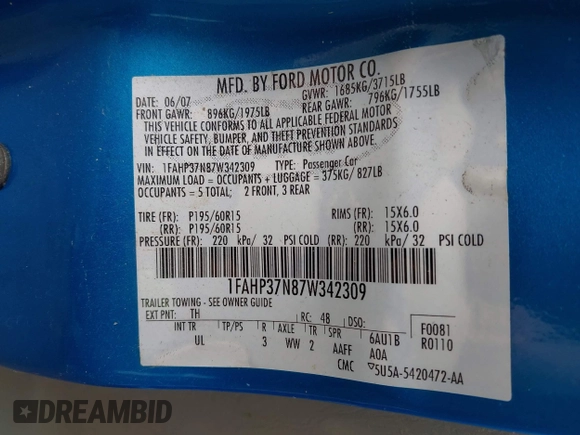 MFD. BY FORD MOTOR CO.
DATE: 06/07 GVWR: 1685KG/3715LB
FRONT GAWR: 896KG/1975LB REAR GAWR: 796KG/1755LB
THIS VEHICLE CONFORMS TO ALL APPLICABLE FEDERAL MOTOR
VEHICLE SAFETY, BUMPER, AND THEFT PREVENTION STANDARDS
IN EFFECT ON THE DATE OF MANUFACTURE SHOWN ABOVE.
VIN: 1FAHP37N87W342309 TYPE: Passenger Car
MAXIMUM LOAD = OCCUPANTS + LUGGAGE = 375KG/ 827LB
OCCUPANTS = 5 TOTAL; 2 FRONT, 3 REAR
TIRE (FR): P195/60R15 RIMS (FR): 15X6.0
(RR): P195/60R15 (RR): 15X6.0
PRESSURE (FR): 220 kPa/ 32 PSI COLD (RR): 220 kPa/ 32 PSI COLD
1FAHP37N87W342309
TRAILER TOWING - SEE OWNER GUIDE
EXT PNT: TH RC: 48 DSO:
INT TR TP/PS R AXLE TR SPR 6AU1B F0081
UL 3 WW 2 AAFF A0A R0110
CMC 5U5A-5420472-AA
DREAMBID